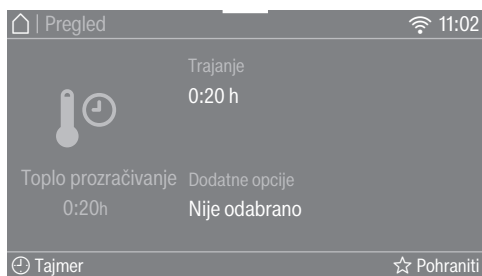 | Pregled 11:02
Trajanje
0:20 h
Toplo prozračivanje
0:20h
Dodatne opcije
Nije odabrano
Tajmer
Pohraniti